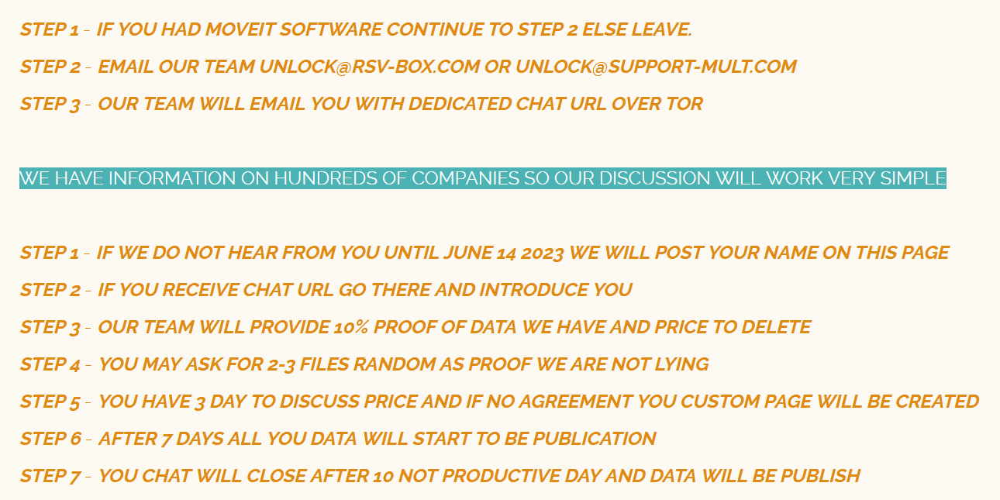 STEP 1 - IF YOU HAD MOVEIT SOFTWARE CONTINUE TO STEP 2 ELSE LEAVE.
STEP 2 - EMAIL OUR TEAM UNLOCK@RSV-BOX.COM OR UNLOCK@SUPPORT-MULT.COM
STEP 3 - OUR TEAM WILL EMAIL YOU WITH DEDICATED CHAT URL OVER TOR
WE HAVE INFORMATION ON HUNDREDS OF COMPANIES SO OUR DISCUSSION WILL WORK VERY SIMPLE
STEP 1 - IF WE DO NOT HEAR FROM YOU UNTIL JUNE 14 2023 WE WILL POST YOUR NAME ON THIS PAGE
STEP 2 - IF YOU RECEIVE CHAT URL GO THERE AND INTRODUCE YOU
STEP 3 - OUR TEAM WILL PROVIDE 10% PROOF OF DATA WE HAVE AND PRICE TO DELETE
STEP 4 - YOU MAY ASK FOR 2-3 FILES RANDOM AS PROOF WE ARE NOT LYING
STEP 5 - YOU HAVE 3 DAY TO DISCUSS PRICE AND IF NO AGREEMENT YOU CUSTOM PAGE WILL BE CREATED
STEP 6 - AFTER 7 DAYS ALL YOU DATA WILL START TO BE PUBLICATION
STEP 7 - YOU CHAT WILL CLOSE AFTER 10 NOT PRODUCTIVE DAY AND DATA WILL BE PUBLISH